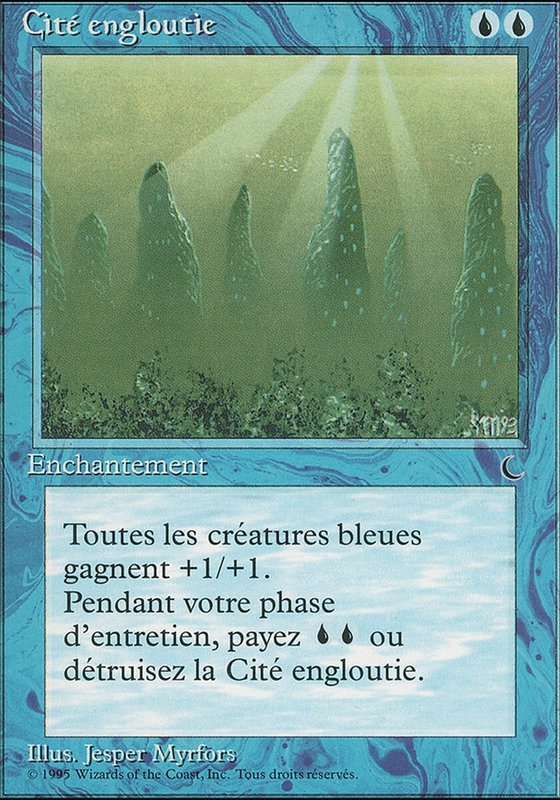 Cité engloutie
Enchantement
Toutes les créatures bleues
gagnent +1/+1.
Pendant votre phase
d'entretien, payez ou
détruisez la Cité engloutie.
Illus. Jesper Myrfors
© 1995 Wizards of the Coast, Inc. Tous droits réservés.